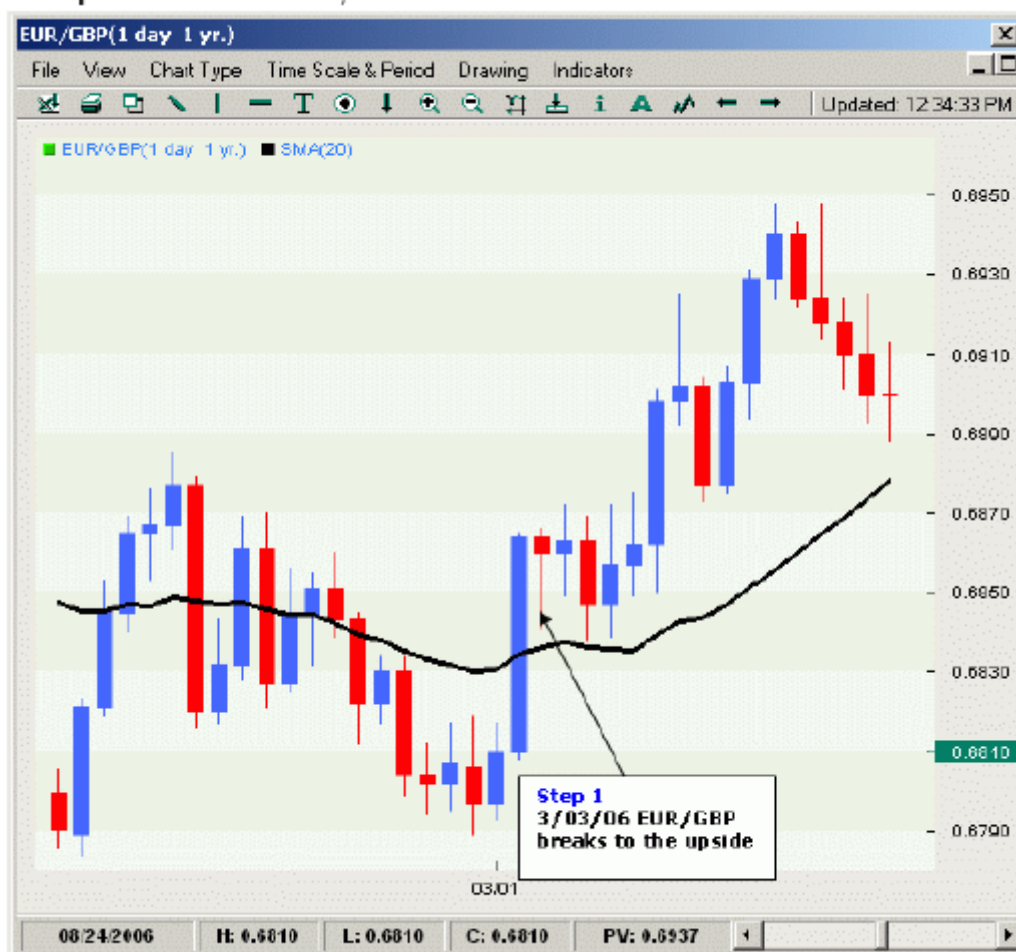 EUR/GBP(1 day 1 yr.)
File View Chart Type Time Scale & Period Drawing Indicators
Updated: 12:34:33 PM
EUR/GBP(1 day 1 yr.) SMA(20)
0.6950
0.6930
0.0910
0.6900
0.6870
0.6950
0.6830
0.6810
0.6790
Step 1
3/03/06 EUR/GBP
breaks to the upside
03/01
08/24/2006 H: 0.6810 L: 0.6810 C: 0.6810 PV: 0.6937